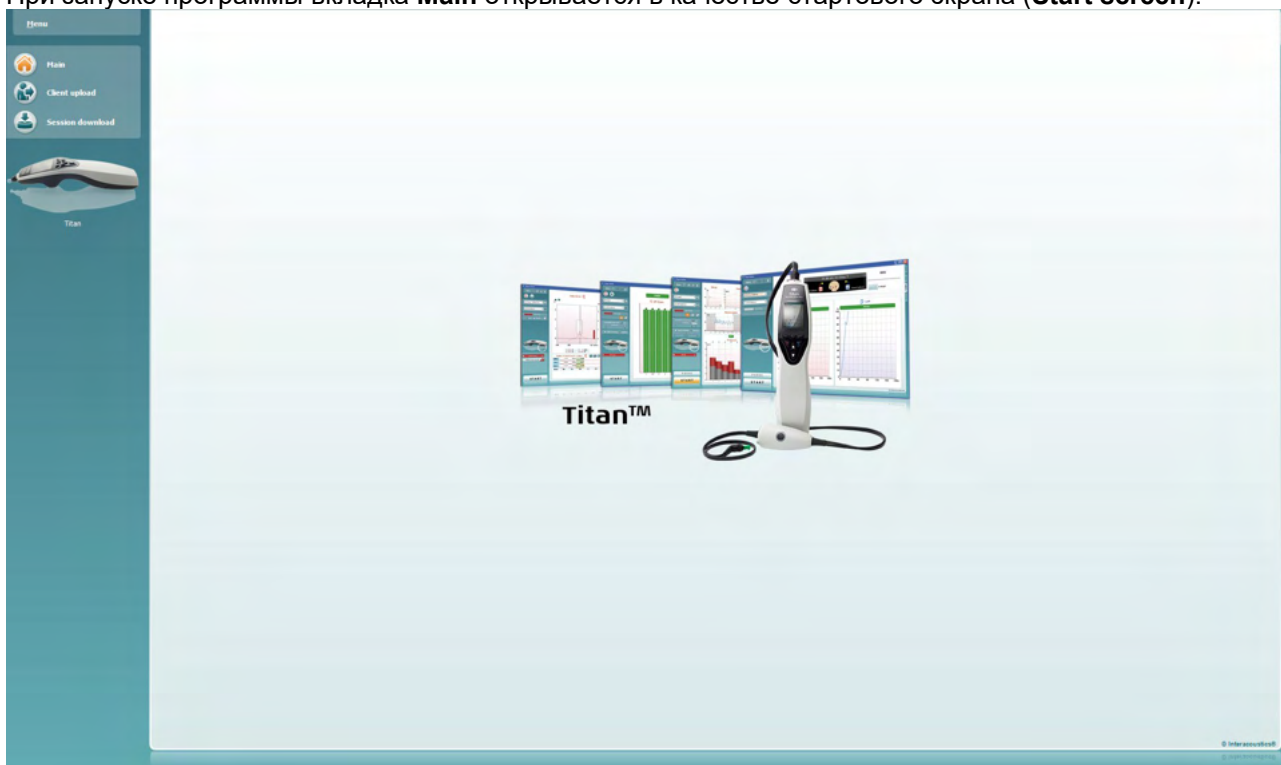 При запуске программы вкладка Main открывается в качестве стартового экрана (Start screen).
Menu
Main
Client upload
Session download
Titan
Titan™
© Interacoustics®